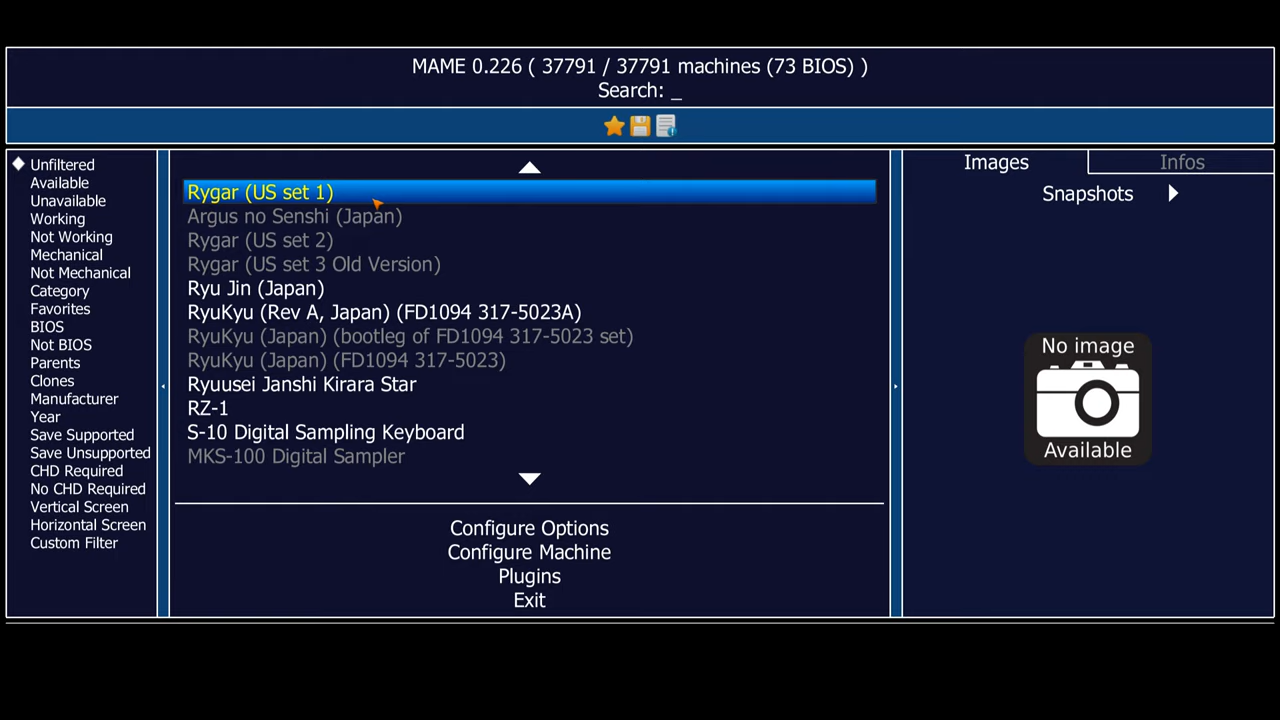 MAME 0.226 ( 37791 / 37791 machines (73 BIOS) )
Search: _
Unfiltered
Available
Unavailable
Working
Not Working
Mechanical
Not Mechanical
Category
Favorites
BIOS
Not BIOS
Parents
Clones
Manufacturer
Year
Save Supported
Save Unsupported
CHD Required
No CHD Required
Vertical Screen
Horizontal Screen
Custom Filter
Rygar (US set 1)
Argus no Senshi (Japan)
Rygar (US set 2)
Rygar (US set 3 Old Version)
Ryu Jin (Japan)
RyuKyu (Rev A, Japan) (FD1094 317-5023A)
RyuKyu (Japan) (bootleg of FD1094 317-5023 set)
RyuKyu (Japan) (FD1094 317-5023)
Ryuusei Janshi Kirara Star
RZ-1
S-10 Digital Sampling Keyboard
MKS-100 Digital Sampler
Configure Options
Configure Machine
Plugins
Exit
Images Infos
Snapshots
No image
Available